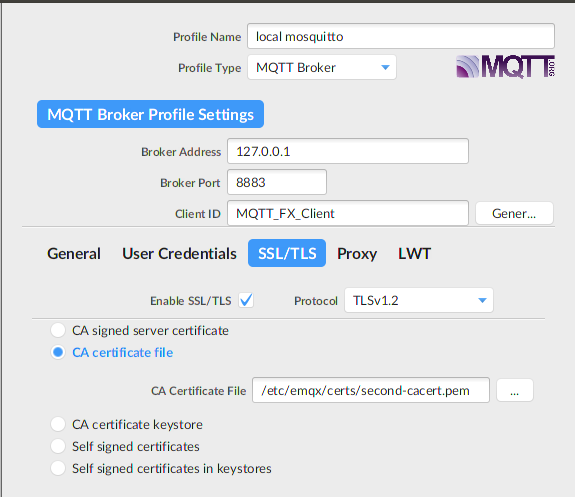 Profile Name local mosquitto
Profile Type MQTT Broker MQTT.ORG
MQTT Broker Profile Settings
Broker Address 127.0.0.1
Broker Port 8883
Client ID MQTT_FX_Client Gener...
General User Credentials SSL/TLS Proxy LWT
Enable SSL/TLS Protocol TLSv1.2
CA signed server certificate
CA certificate file
CA Certificate File /etc/emqx/certs/second-cacert.pem ...
CA certificate keystore
Self signed certificates
Self signed certificates in keystores